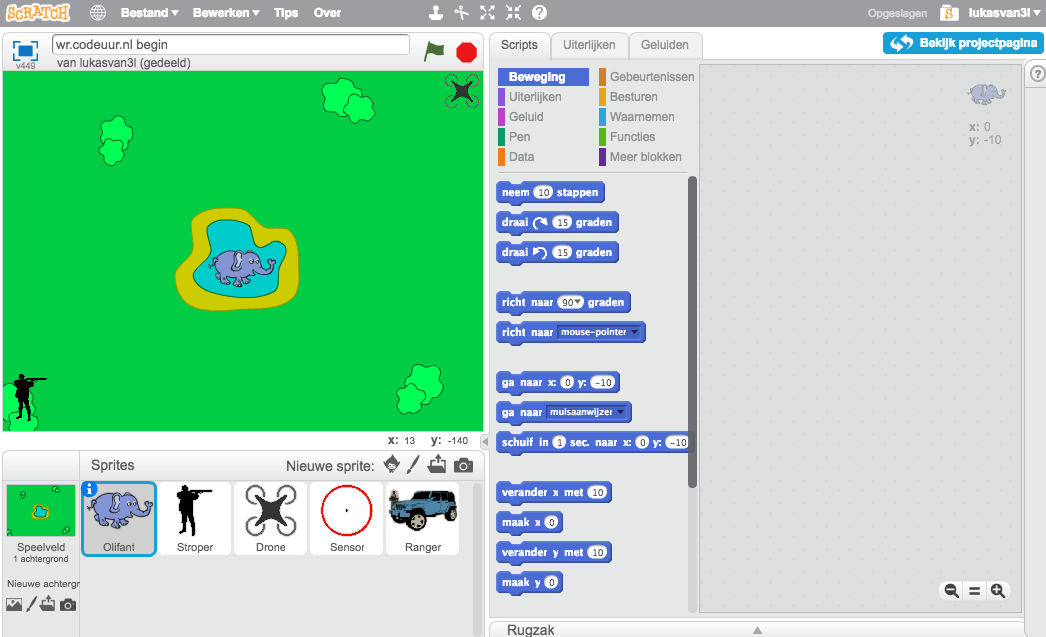 SCRATCH Bestand Bewerken Tips Over Opgeslagen S lukasvan3l
v449 wr.codeuur.nl begin
van lukasvan3l (gedeeld)
Scripts Uiterlijken Geluiden
Bekijk projectpagina
?
Beweging Gebeurtenissen
Uiterlijken Besturen
Geluid Waarnemen
Pen Functies
Data Meer blokken
x: 0
y: -10
neem 10 stappen
draai 15 graden
draai 15 graden
richt naar 90 graden
richt naar mouse-pointer
ga naar x: 0 y: -10
ga naar muisaanwijzer
schuif in 1 sec. naar x: 0 y: -10
verander x met 10
maak x 0
verander y met 10
maak y 0
x: 13 y: -140
Sprites Nieuwe sprite:
Speelveld
1 achtergrond
Nieuwe achtergr
i
Olifant Stroper Drone Sensor Ranger
Rugzak